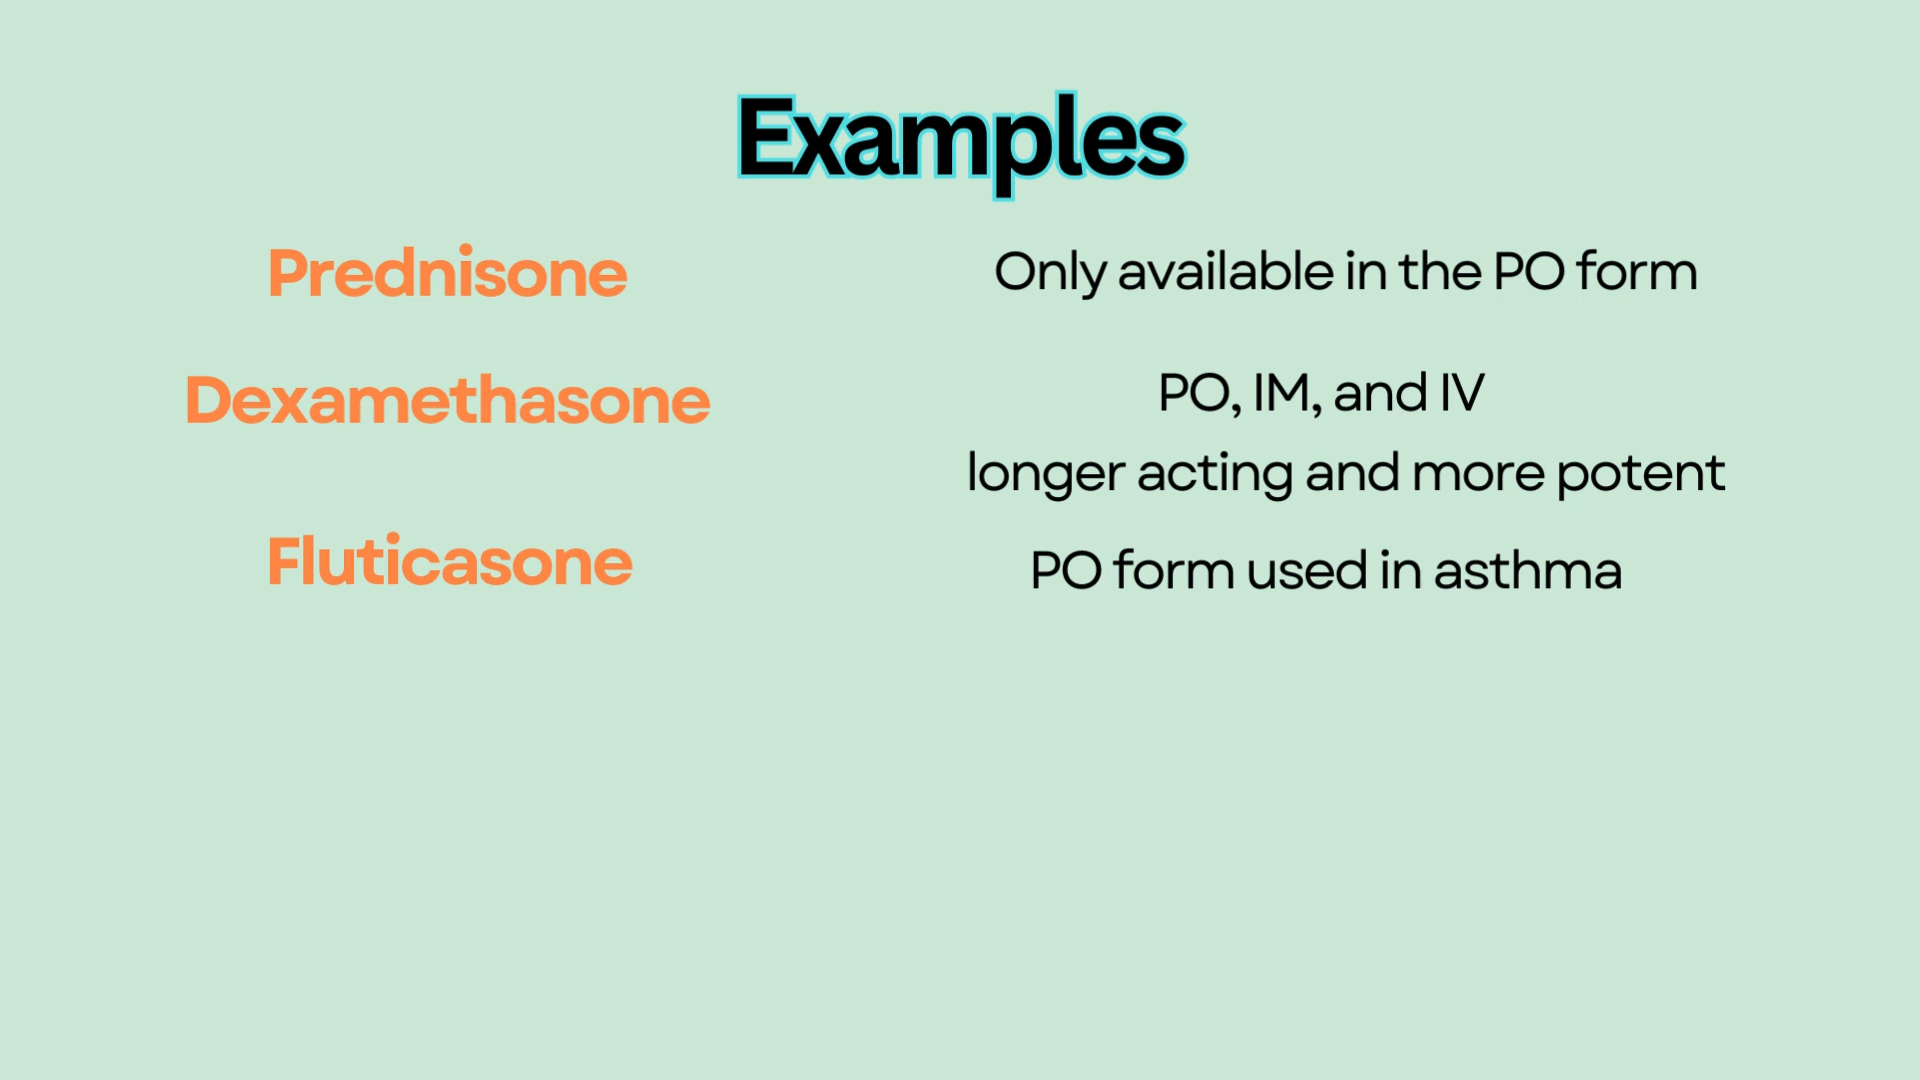 Examples
Prednisone
Only available in the PO form
Dexamethasone
PO, IM, and IV
longer acting and more potent
Fluticasone
PO form used in asthma